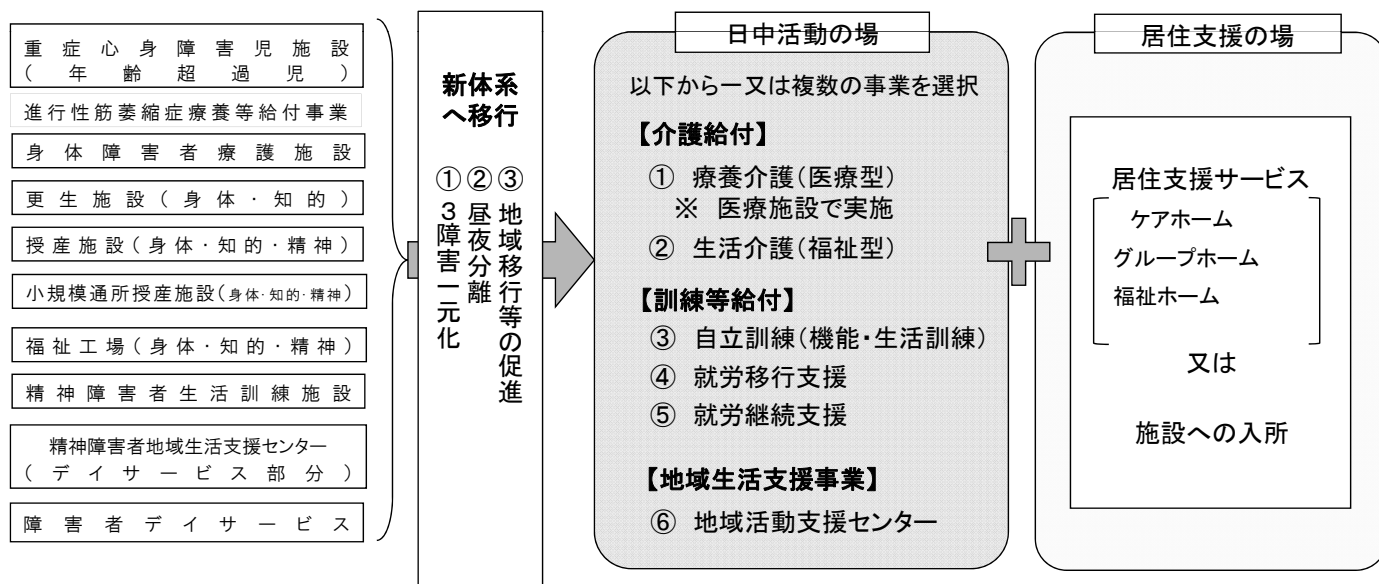 重症心身障害児施設
(年齢超過児)
進行性筋萎縮症療養等給付事業
身体障害者療護施設
更生施設(身体・知的)
授産施設(身体・知的・精神)
小規模通所授産施設(身体・知的・精神)
福祉工場(身体・知的・精神)
精神障害者生活訓練施設
精神障害者地域生活支援センター
(デイサービス部分)
障害者デイサービス
新体系
へ移行
①3障害一元化
②昼夜分離
③地域移行等の促進
日中活動の場
以下から一又は複数の事業を選択
【介護給付】
① 療養介護(医療型)
※ 医療施設で実施
② 生活介護(福祉型)
【訓練等給付】
③ 自立訓練(機能・生活訓練)
④ 就労移行支援
⑤ 就労継続支援
【地域生活支援事業】
⑥ 地域活動支援センター
居住支援の場
居住支援サービス
ケアホーム
グループホーム
福祉ホーム
又は
施設への入所